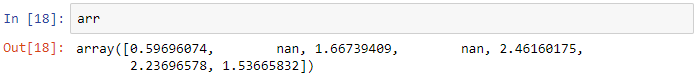 In [18]: arr
Out[18]: array([0.59696074,        nan, 1.66739409,        nan, 2.46160175,
       2.23696578, 1.53665832])